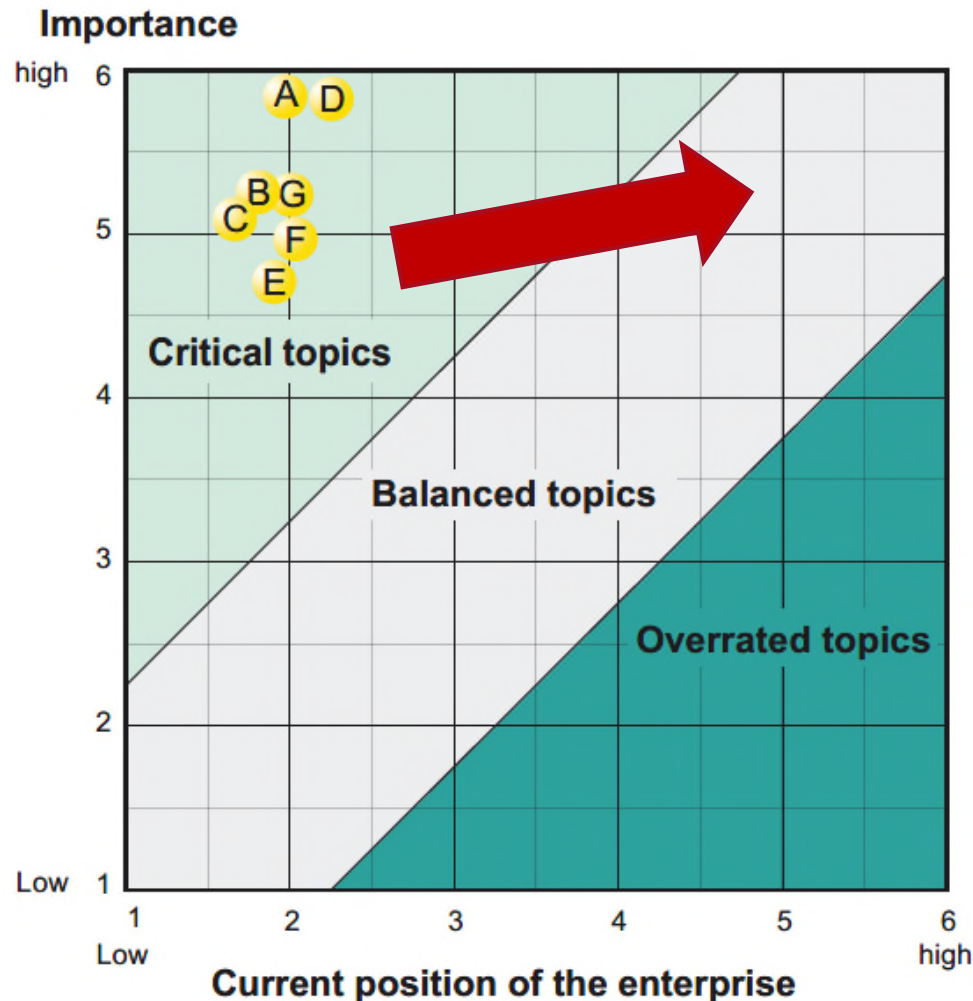 Importance
high 6
A D
B G
C 5
F
E
Critical topics
4
Balanced topics
3
Overrated topics
2
Low 1
1 2 3 4 5 6
Low high
Current position of the enterprise